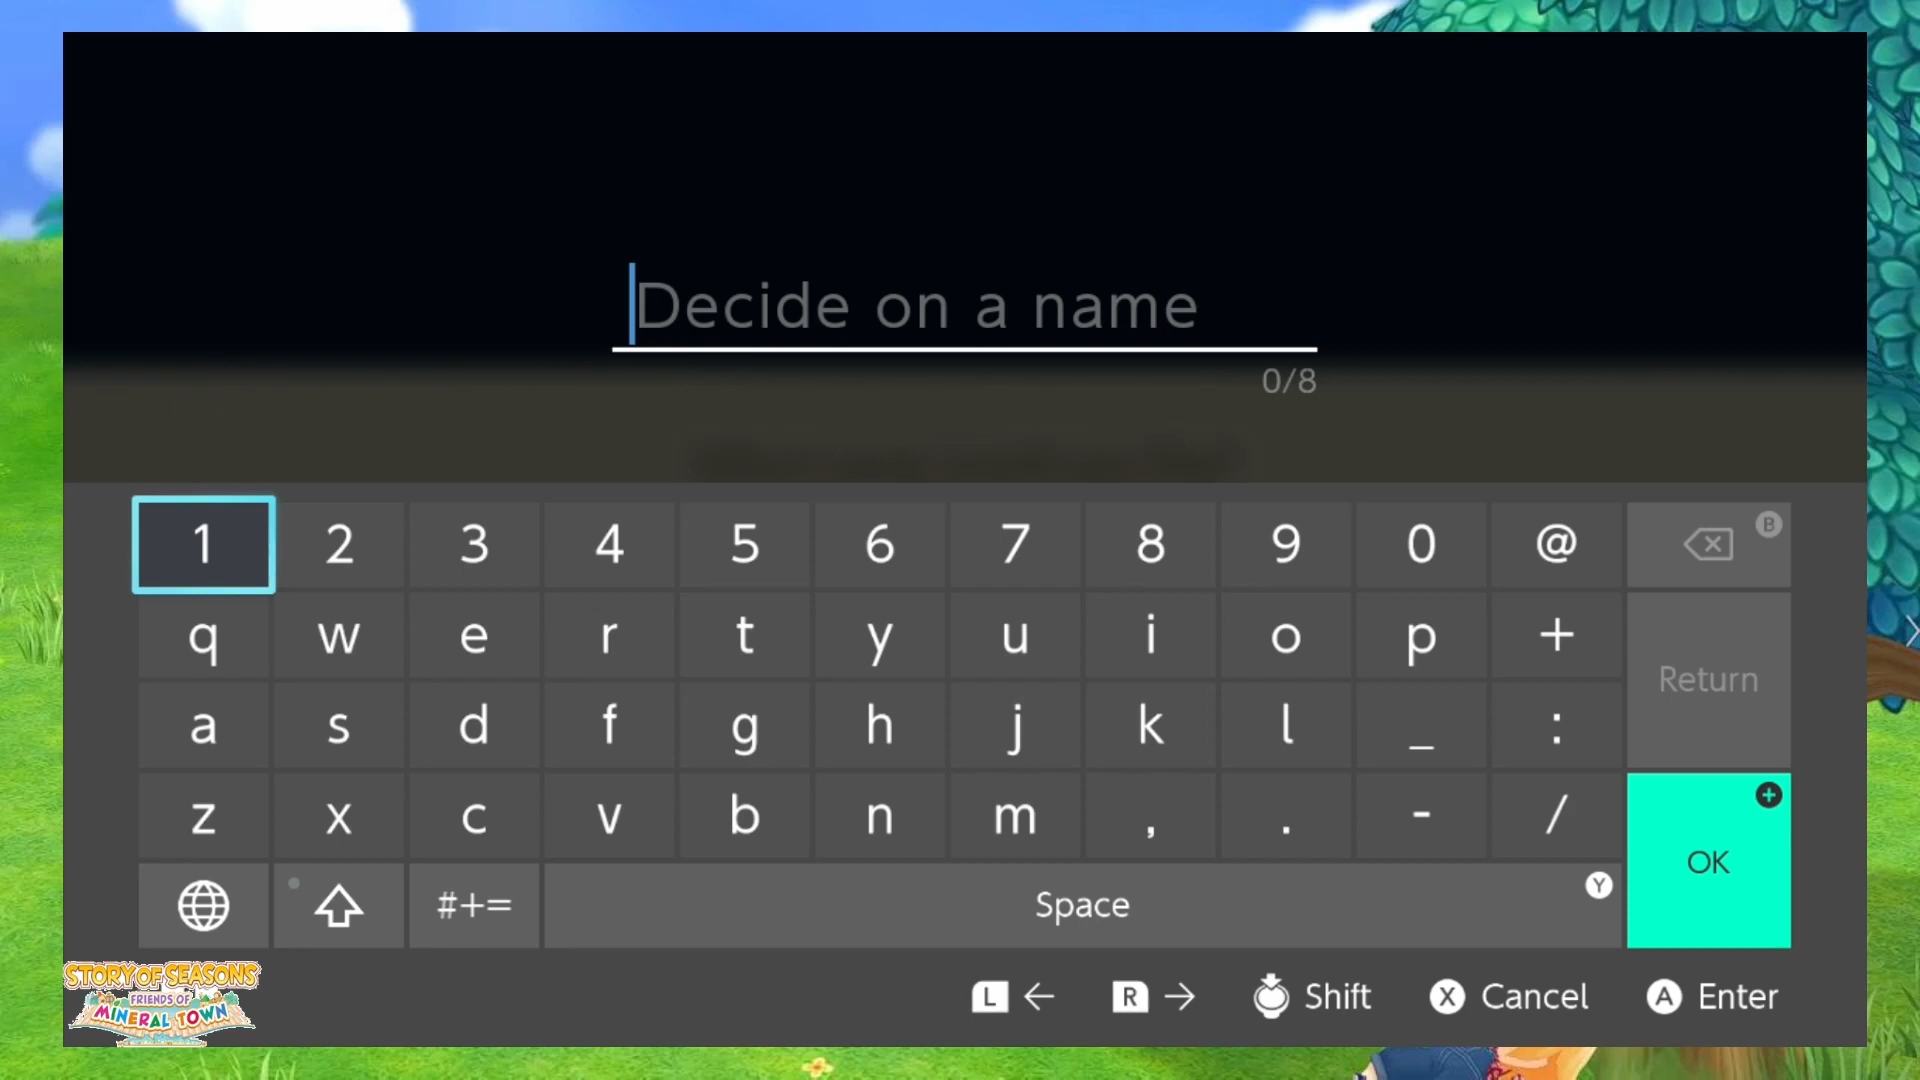 Decide on a name
0/8
1 2 3 4 5 6 7 8 9 0 @ B
q w e r t y u i o p +
Return
a s d f g h j k l _ :
z x c v b n m , . - /
OK
#+= Space Y
STORY OF SEASONS
FRIENDS OF
MINERAL TOWN
L ← R → Shift X Cancel A Enter